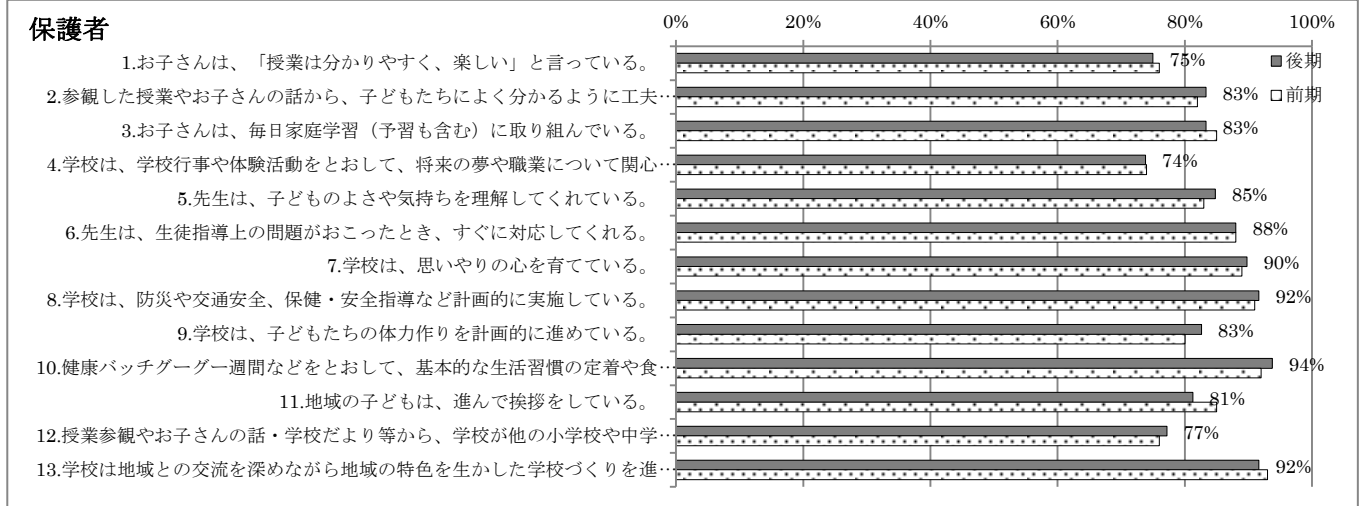 保護者
0% 20% 40% 60% 80% 100%
1.お子さんは、「授業は分かりやすく、楽しい」と言っている。 75% 後期
2.参観した授業やお子さんの話から、子どもたちによく分かるように工夫… 83% 前期
3.お子さんは、毎日家庭学習（予習も含む）に取り組んでいる。 83%
4.学校は、学校行事や体験活動をとおして、将来の夢や職業について関心… 74%
5.先生は、子どものよさや気持ちを理解してくれている。 85%
6.先生は、生徒指導上の問題がおこったとき、すぐに対応してくれる。 88%
7.学校は、思いやりの心を育てている。 90%
8.学校は、防災や交通安全、保健・安全指導など計画的に実施している。 92%
9.学校は、子どもたちの体力作りを計画的に進めている。 83%
10.健康バッチグーグー週間などをとおして、基本的な生活習慣の定着や食… 94%
11.地域の子どもは、進んで挨拶をしている。 81%
12.授業参観やお子さんの話・学校だより等から、学校が他の小学校や中学… 77%
13.学校は地域との交流を深めながら地域の特色を生かした学校づくりを進… 92%